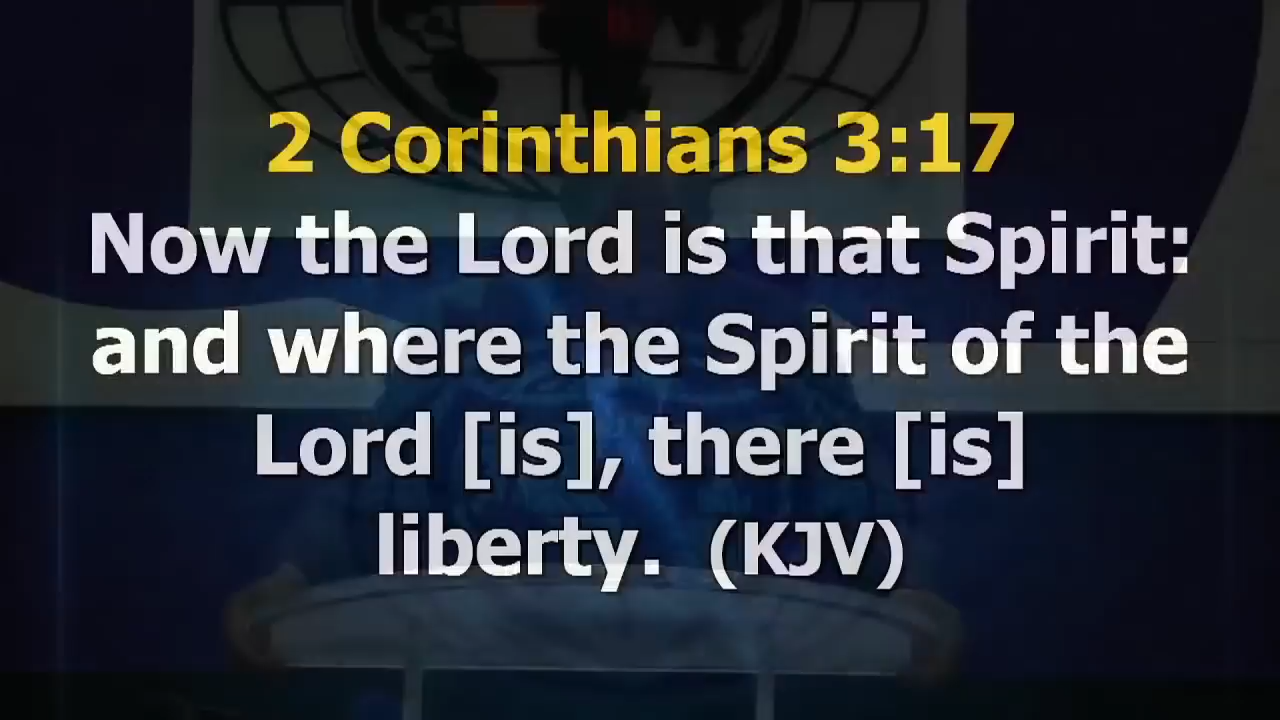 2 Corinthians 3:17
Now the Lord is that Spirit:
and where the Spirit of the
Lord [is], there [is]
liberty. (KJV)